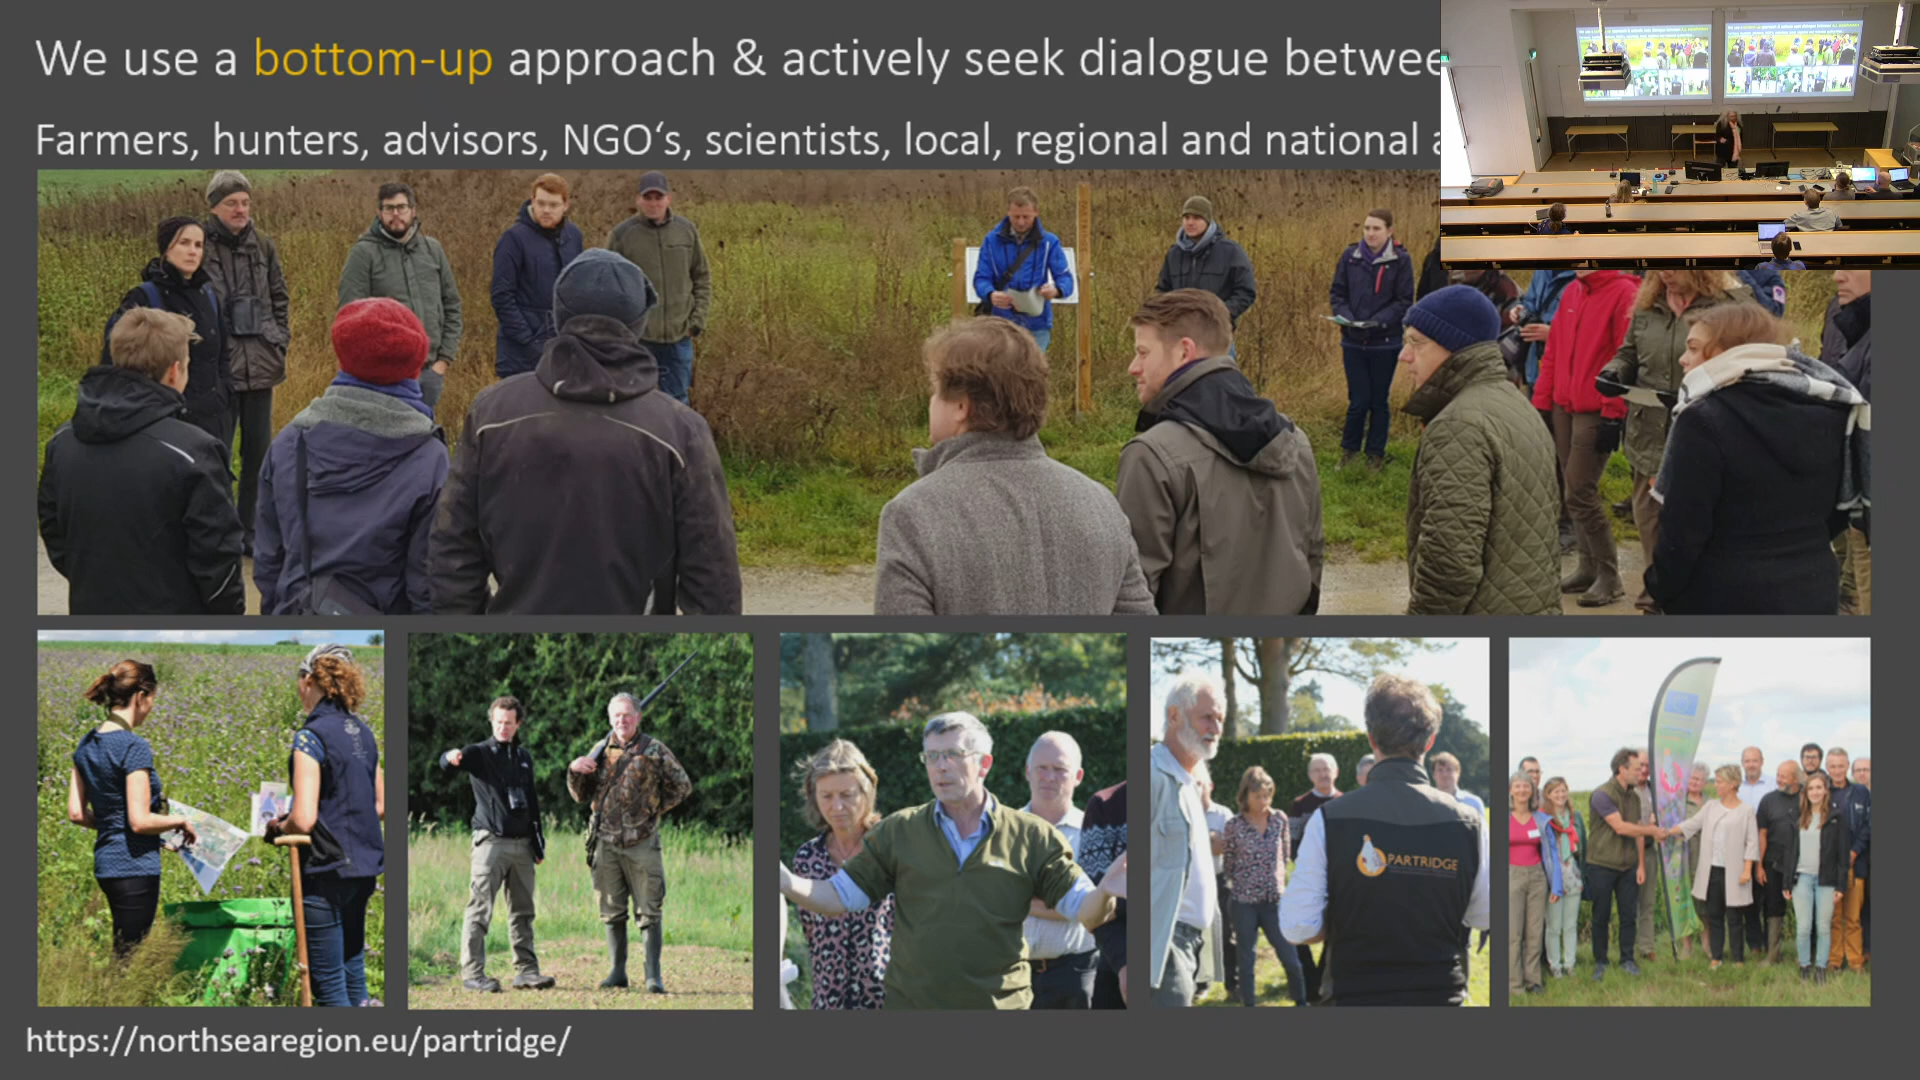 We use a bottom-up approach & actively seek dialogue betwee
Farmers, hunters, advisors, NGO‘s, scientists, local, regional and national a
PARTRIDGE
https://northsearegion.eu/partridge/